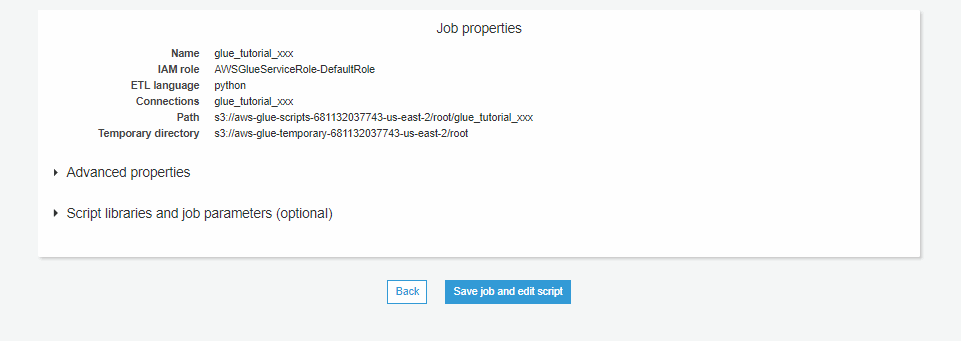 Job properties
Name glue_tutorial_xxx
IAM role AWSGlueServiceRole-DefaultRole
ETL language python
Connections glue_tutorial_xxx
Path s3://aws-glue-scripts-681132037743-us-east-2/root/glue_tutorial_xxx
Temporary directory s3://aws-glue-temporary-681132037743-us-east-2/root
Advanced properties
Script libraries and job parameters (optional)
Back Save job and edit script